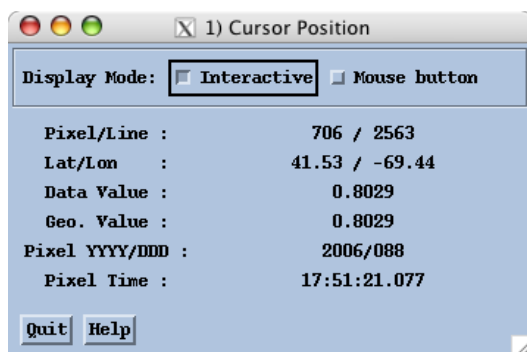 1) Cursor Position
Display Mode: Interactive Mouse button
Pixel/Line : 706 / 2563
Lat/Lon : 41.53 / -69.44
Data Value : 0.8029
Geo. Value : 0.8029
Pixel YYYY/DDD : 2006/088
Pixel Time : 17:51:21.077
Quit Help